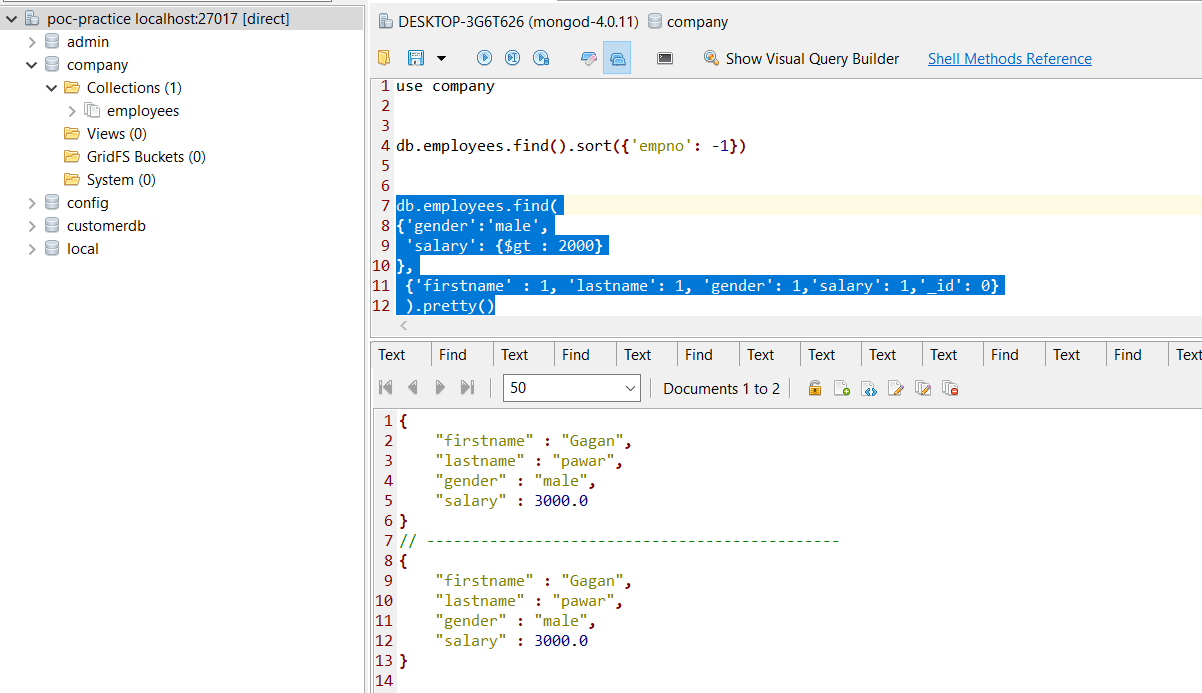 poc-practice localhost:27017 [direct]
admin
company
Collections (1)
employees
Views (0)
GridFS Buckets (0)
System (0)
config
customerdb
local
DESKTOP-3G6T626 (mongod-4.0.11) company
Show Visual Query Builder Shell Methods Reference
1 use company
2
3
4 db.employees.find().sort({'empno': -1})
5
6
7 db.employees.find(
8 {'gender':'male',
9 'salary': {$gt : 2000}
10 },
11 {'firstname' : 1, 'lastname': 1, 'gender': 1,'salary': 1,'_id': 0}
12 ).pretty()
Text Find Text Find Text Find Text Text Text Text Find Text Find Text
50 Documents 1 to 2
1 {
2 "firstname" : "Gagan",
3 "lastname" : "pawar",
4 "gender" : "male",
5 "salary" : 3000.0
6 }
7 // ----------------------------------------------
8 {
9 "firstname" : "Gagan",
10 "lastname" : "pawar",
11 "gender" : "male",
12 "salary" : 3000.0
13 }
14